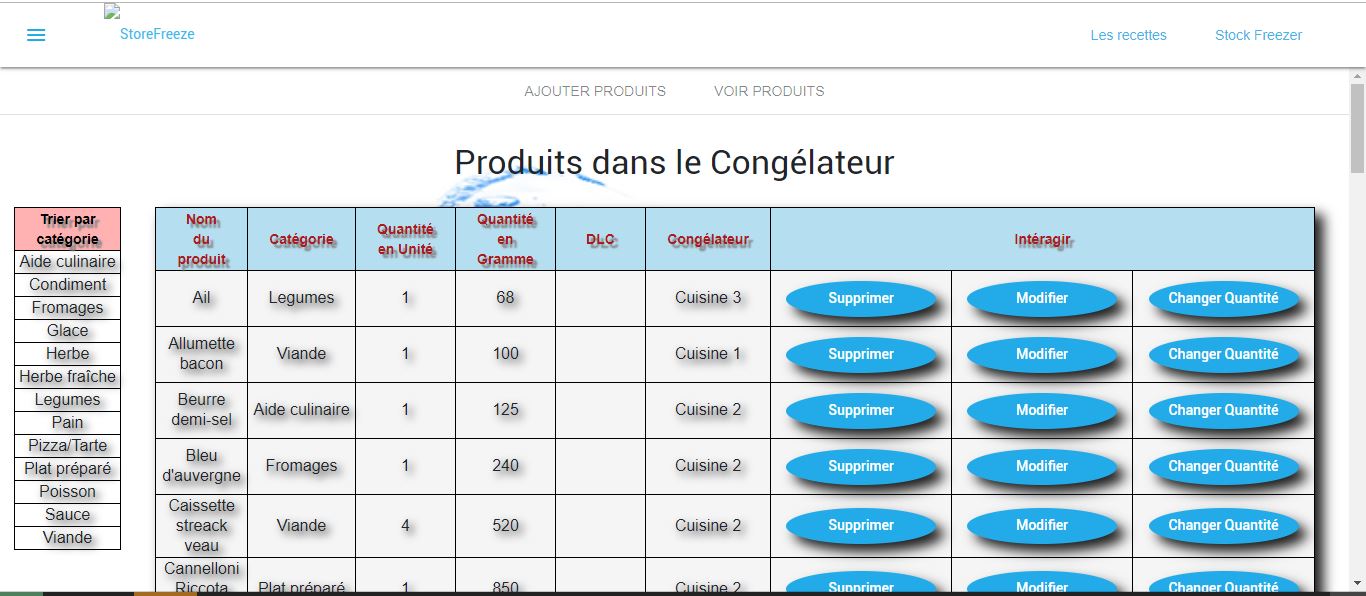 StoreFreeze
Les recettes
Stock Freezer
AJOUTER PRODUITS
VOIR PRODUITS
Produits dans le Congélateur
Trier par
catégorie
Aide culinaire
Condiment
Fromages
Glace
Herbe
Herbe fraîche
Legumes
Pain
Pizza/Tarte
Plat préparé
Poisson
Sauce
Viande
Nom
du
produit
Catégorie
Quantité
en Unité
Quantité
en
Gramme
DLC
Congélateur
Intéragir
Ail
Legumes
1
68
Cuisine 3
Supprimer
Modifier
Changer Quantité
Allumette
bacon
Viande
1
100
Cuisine 1
Supprimer
Modifier
Changer Quantité
Beurre
demi-sel
Aide culinaire
1
125
Cuisine 2
Supprimer
Modifier
Changer Quantité
Bleu
d'auvergne
Fromages
1
240
Cuisine 2
Supprimer
Modifier
Changer Quantité
Caissette
streack
veau
Viande
4
520
Cuisine 2
Supprimer
Modifier
Changer Quantité
Cannelloni
Riccota
Plat préparé
1
850
Cuisine 2
Supprimer
Modifier
Changer Quantité